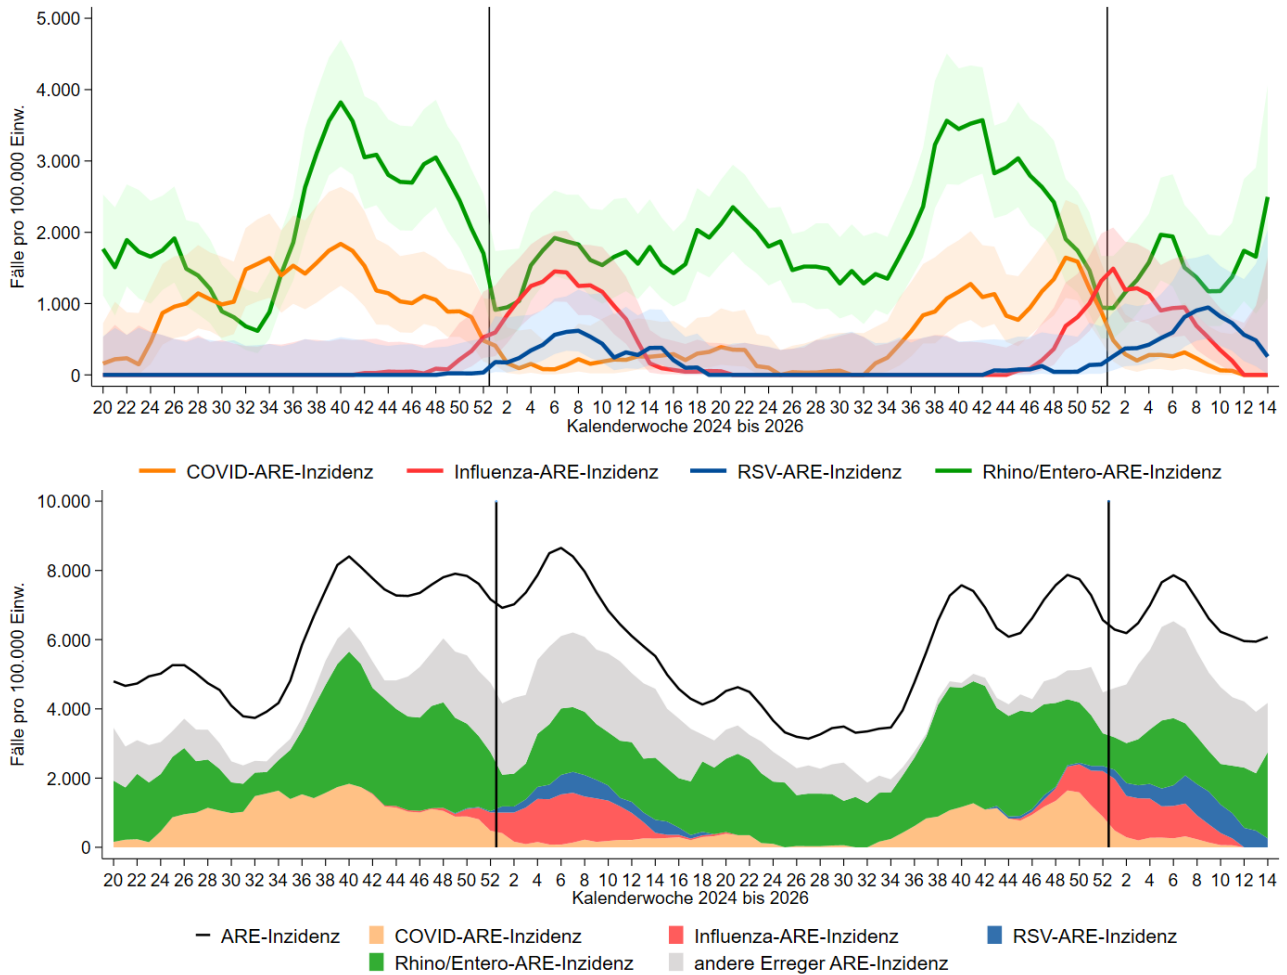 5.000
4.000
3.000
2.000
1.000
0
Fälle pro 100.000 Einw.
20 22 24 26 28 30 32 34 36 38 40 42 44 46 48 50 52 2 4 6 8 10 12 14 16 18 20 22 24 26 28 30 32 34 36 38 40 42 44 46 48 50 52 2 4 6 8 10 12 14
Kalenderwoche 2024 bis 2026
COVID-ARE-Inzidenz Influenza-ARE-Inzidenz RSV-ARE-Inzidenz Rhino/Entero-ARE-Inzidenz
10.000
8.000
6.000
4.000
2.000
0
Fälle pro 100.000 Einw.
20 22 24 26 28 30 32 34 36 38 40 42 44 46 48 50 52 2 4 6 8 10 12 14 16 18 20 22 24 26 28 30 32 34 36 38 40 42 44 46 48 50 52 2 4 6 8 10 12 14
Kalenderwoche 2024 bis 2026
ARE-Inzidenz COVID-ARE-Inzidenz Influenza-ARE-Inzidenz RSV-ARE-Inzidenz
Rhino/Entero-ARE-Inzidenz andere Erreger ARE-Inzidenz